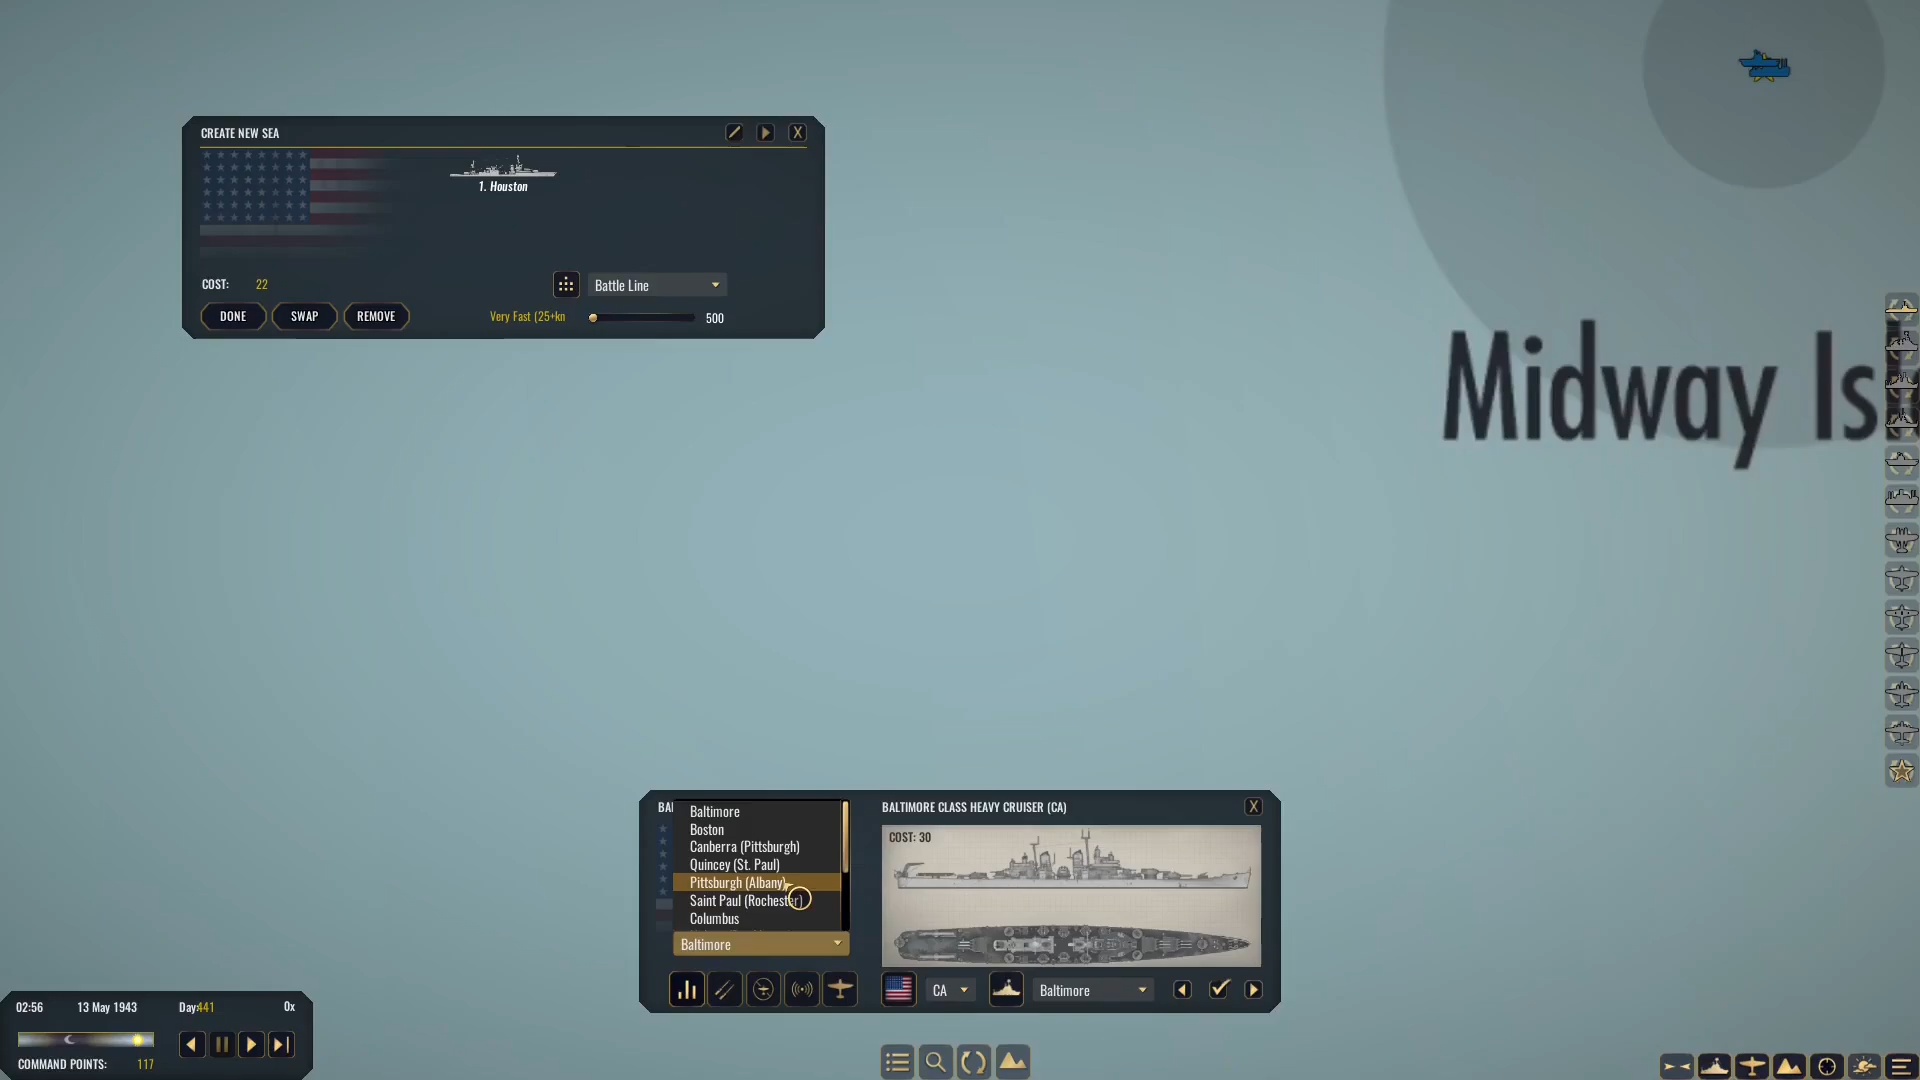 CREATE NEW SEA
X
1. Houston
COST: 22
Battle Line
DONE
SWAP
REMOVE
Very Fast (25+kn
500
Midway Is
BALTIMORE CLASS HEAVY CRUISER (CA)
X
COST: 30
Baltimore
Boston
Canberra (Pittsburgh)
Quincey (St. Paul)
Pittsburgh (Albany)
Saint Paul (Rochester)
Columbus
Baltimore
CA
Baltimore
02:56
13 May 1943
Day:441
0x
COMMAND POINTS: 117